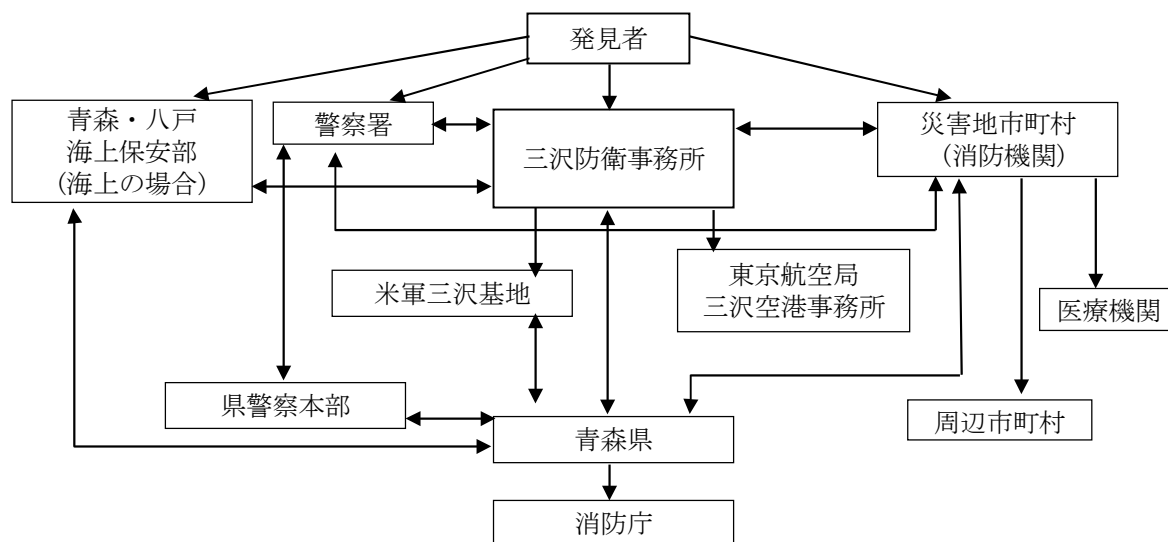 発見者
青森・八戸
海上保安部
(海上の場合)
警察署
三沢防衛事務所
災害地市町村
(消防機関)
米軍三沢基地
東京航空局
三沢空港事務所
医療機関
県警察本部
周辺市町村
青森県
消防庁